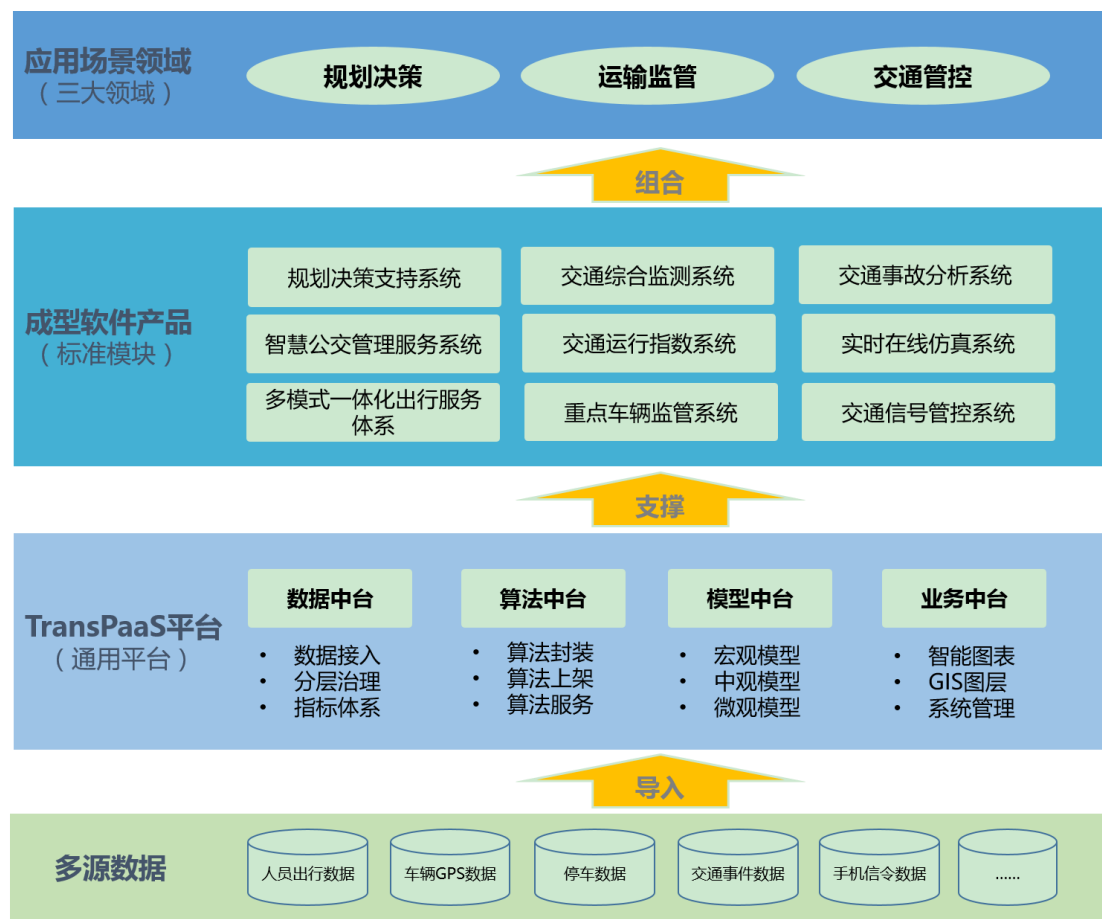 应用场景领域
（三大领域）
规划决策
运输监管
交通管控
组合
成型软件产品
（标准模块）
规划决策支持系统
交通综合监测系统
交通事故分析系统
智慧公交管理服务系统
交通运行指数系统
实时在线仿真系统
多模式一体化出行服务
体系
重点车辆监管系统
交通信号管控系统
支撑
TransPaaS平台
（通用平台）
数据中台
• 数据接入
• 分层治理
• 指标体系
算法中台
• 算法封装
• 算法上架
• 算法服务
模型中台
• 宏观模型
• 中观模型
• 微观模型
业务中台
• 智能图表
• GIS图层
• 系统管理
导入
多源数据
人员出行数据
车辆GPS数据
停车数据
交通事件数据
手机信令数据
......